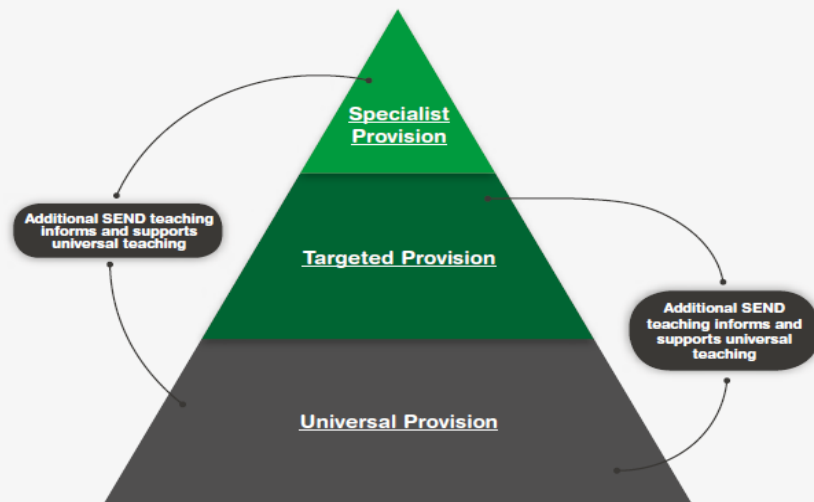 Specialist
Provision
Additional SEND teaching
informs and supports
universal teaching
Targeted Provision
Additional SEND
teaching informs and
supports universal
teaching
Universal Provision